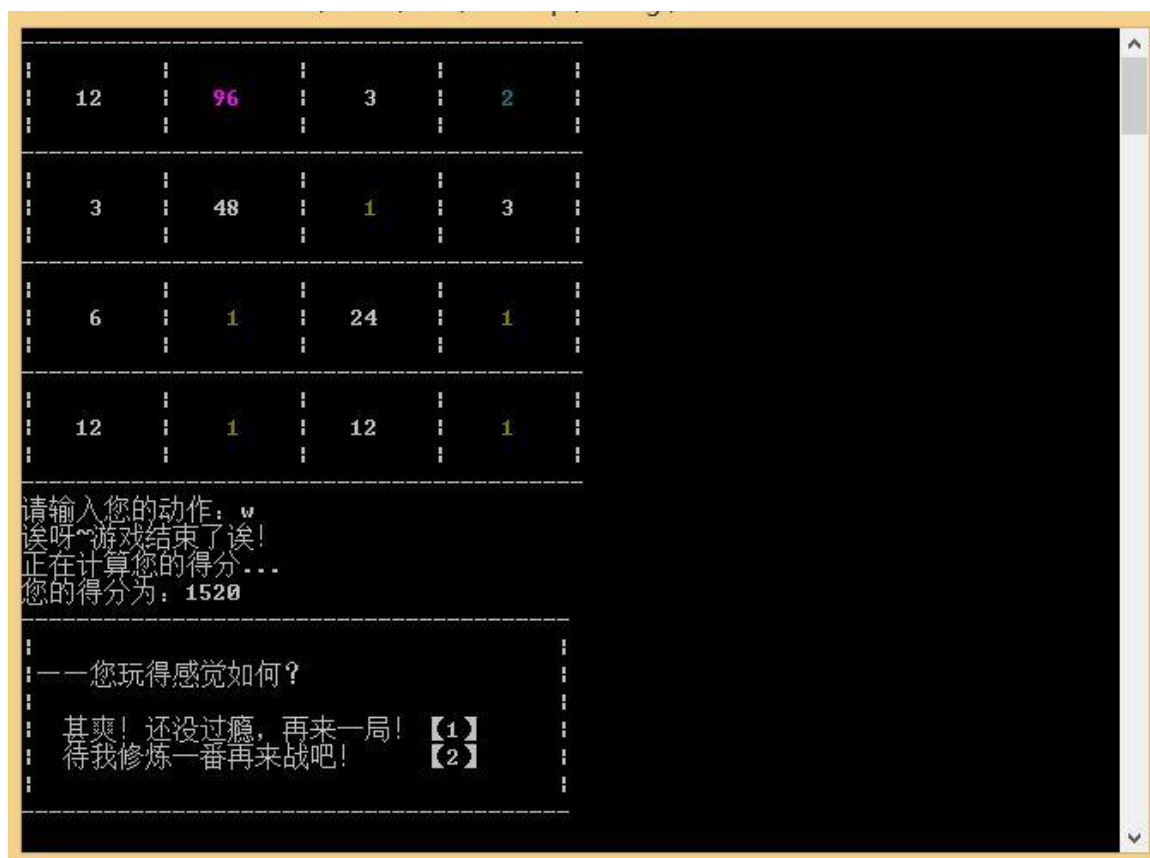 12 96 3 2
3 48 1 3
6 1 24 1
12 1 12 1
请输入您的动作：w
诶呀~游戏结束了诶！
正在计算您的得分...
您的得分为：1520
——您玩得感觉如何？
甚爽！还没过瘾，再来一局！【1】
待我修炼一番再来战吧！【2】